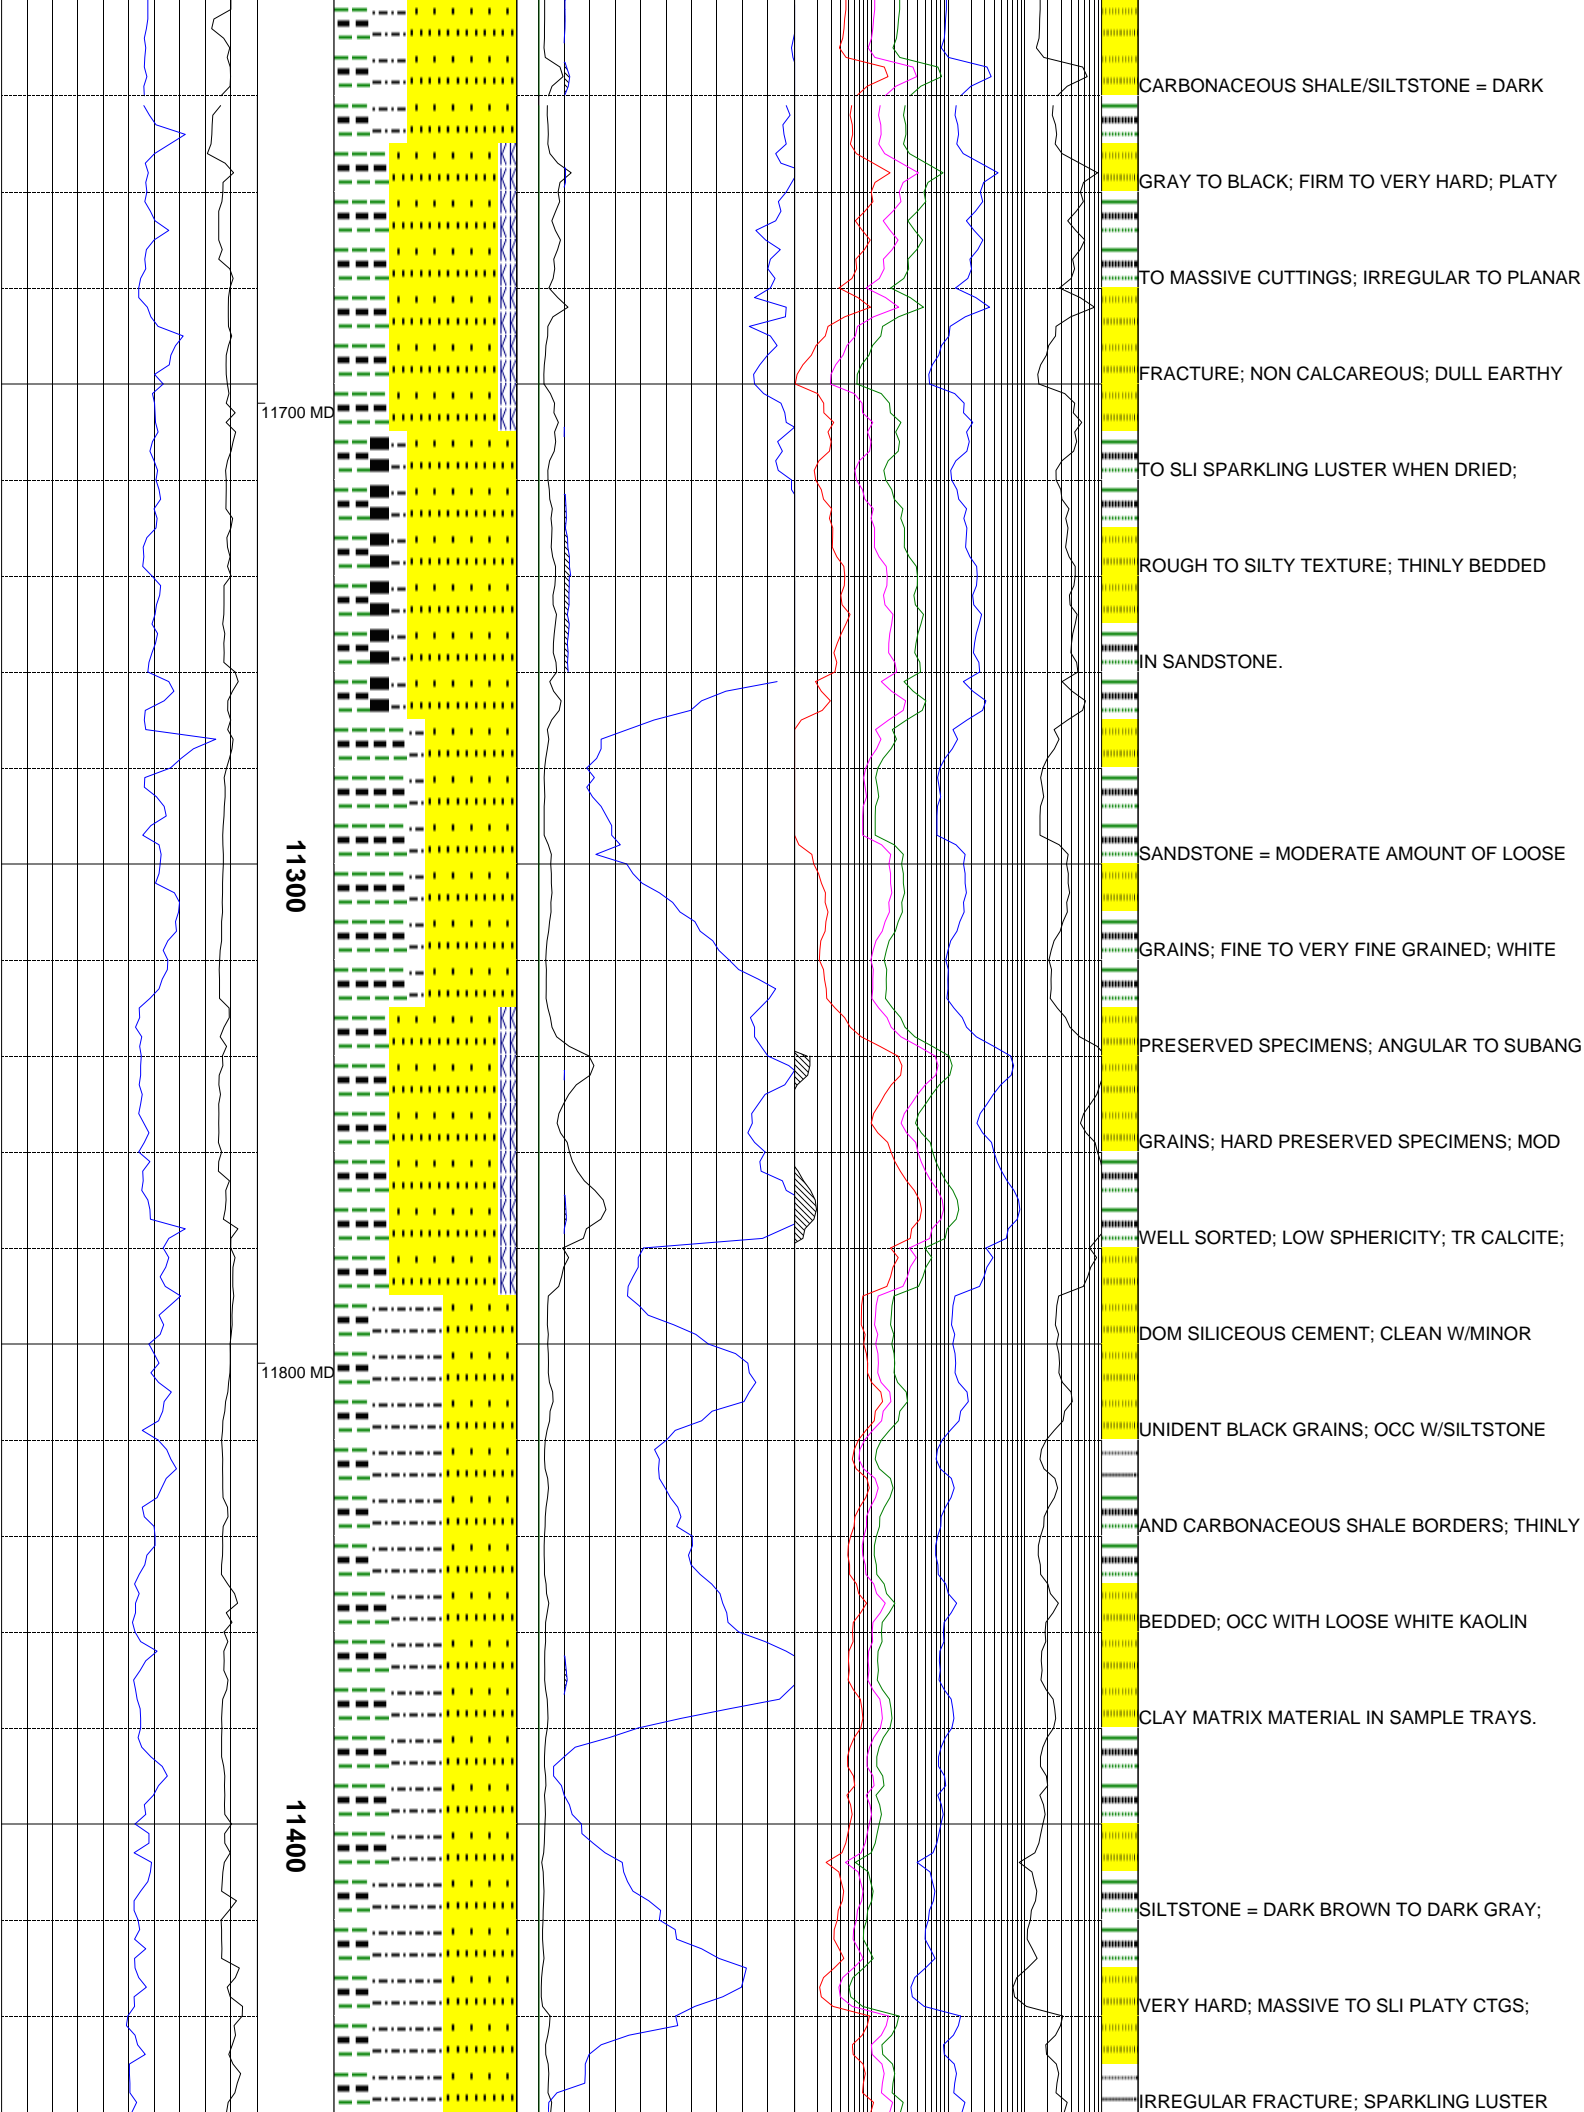 CARBONACEOUS SHALE/SILTSTONE = DARK
GRAY TO BLACK; FIRM TO VERY HARD; PLATY
TO MASSIVE CUTTINGS; IRREGULAR TO PLANAR
FRACTURE; NON CALCAREOUS; DULL EARTHY
11700 MD
TO SLI SPARKLING LUSTER WHEN DRIED;
ROUGH TO SILTY TEXTURE; THINLY BEDDED
IN SANDSTONE.
11300
SANDSTONE = MODERATE AMOUNT OF LOOSE
GRAINS; FINE TO VERY FINE GRAINED; WHITE
PRESERVED SPECIMENS; ANGULAR TO SUBANG
GRAINS; HARD PRESERVED SPECIMENS; MOD
WELL SORTED; LOW SPHERICITY; TR CALCITE;
DOM SILICEOUS CEMENT; CLEAN W/MINOR
11800 MD
UNIDENT BLACK GRAINS; OCC W/SILTSTONE
AND CARBONACEOUS SHALE BORDERS; THINLY
BEDDED; OCC WITH LOOSE WHITE KAOLIN
CLAY MATRIX MATERIAL IN SAMPLE TRAYS.
11400
SILTSTONE = DARK BROWN TO DARK GRAY;
VERY HARD; MASSIVE TO SLI PLATY CTGS;
IRREGULAR FRACTURE; SPARKLING LUSTER